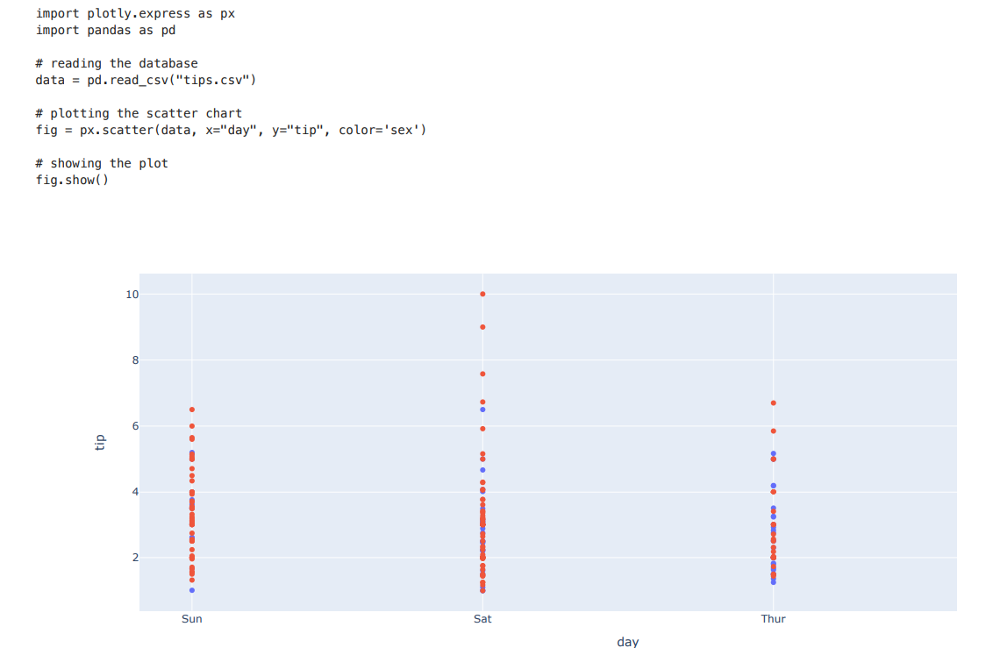 import plotly.express as px
import pandas as pd
# reading the database
data = pd.read_csv("tips.csv")
# plotting the scatter chart
fig = px.scatter(data, x="day", y="tip", color='sex')
# showing the plot
fig.show()
10
8
6
4
2
tip
Sun
Sat
Thur
day